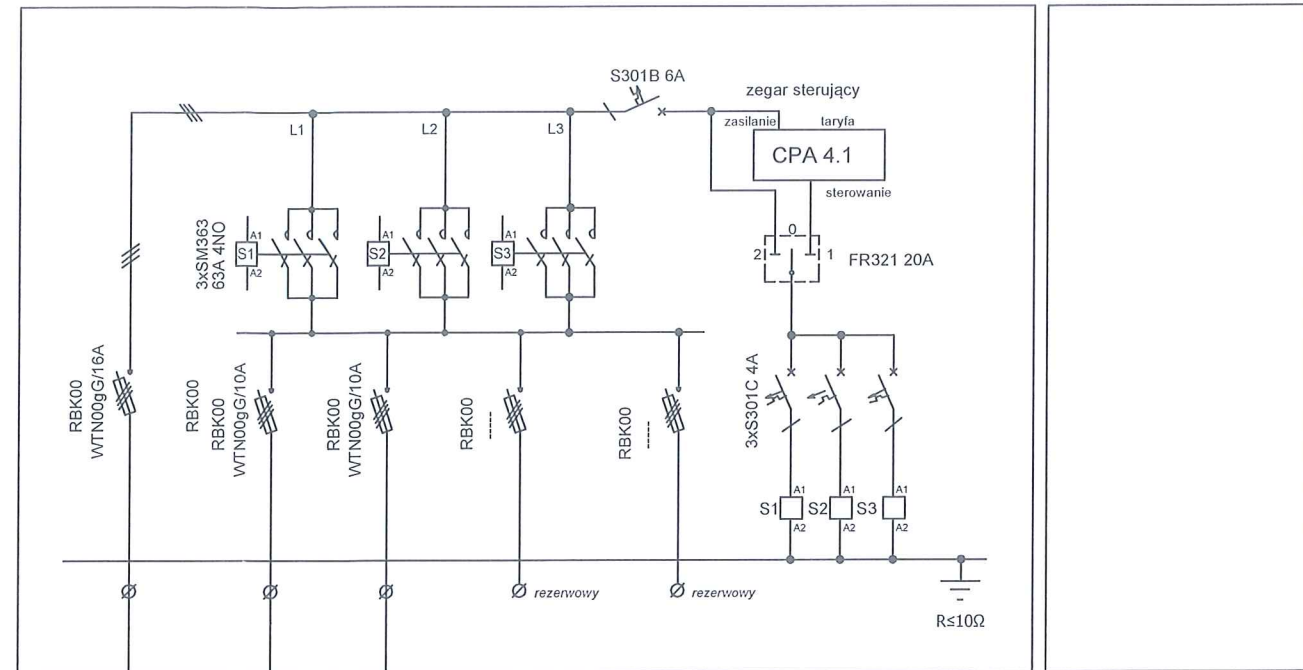 S301B 6A
zegar sterujący
zasilanie
taryfa
L1
L2
L3
CPA 4.1
sterowanie
3xSM363
63A 4NO
A1
S1
A2
A1
S2
A2
A1
S3
A2
0
2
1
FR321 20A
RBK00
WTN00gG/16A
RBK00
RBK00
WTN00gG/10A
RBK00
WTN00gG/10A
RBK00
RBK00
3xS301C 4A
A1
S1
A2
A1
S2
A2
A1
S3
A2
rezerwowy
rezerwowy
R≤10Ω